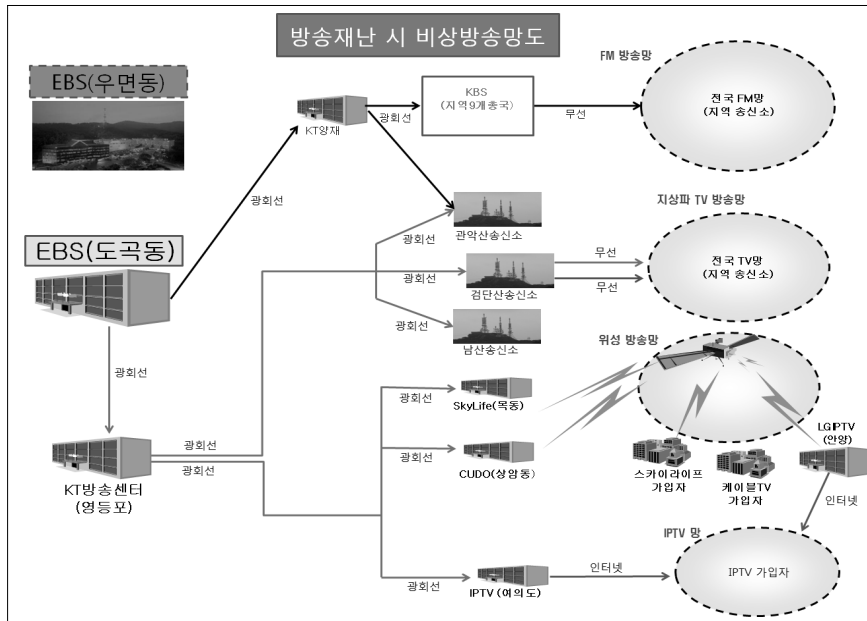 방송재난 시 비상방송망도
EBS(우면동)
FM 방송망
KT양재
광회선
KBS
(지역9개총국)
무선
전국 FM망
(지역 송신소)
광회선
EBS(도곡동)
광회선
관악산송신소
지상파 TV 방송망
광회선
검단산송신소
무선
무선
전국 TV망
(지역 송신소)
광회선
남산송신소
위성 방송망
광회선
광회선
SkyLife(목동)
LGIPTV
(안양)
광회선
광회선
KT방송센터
(영등포)
광회선
CUDO(상암동)
스카이라이프
가입자
케이블TV
가입자
인터넷
IPTV 망
광회선
IPTV (여의도)
인터넷
IPTV 가입자